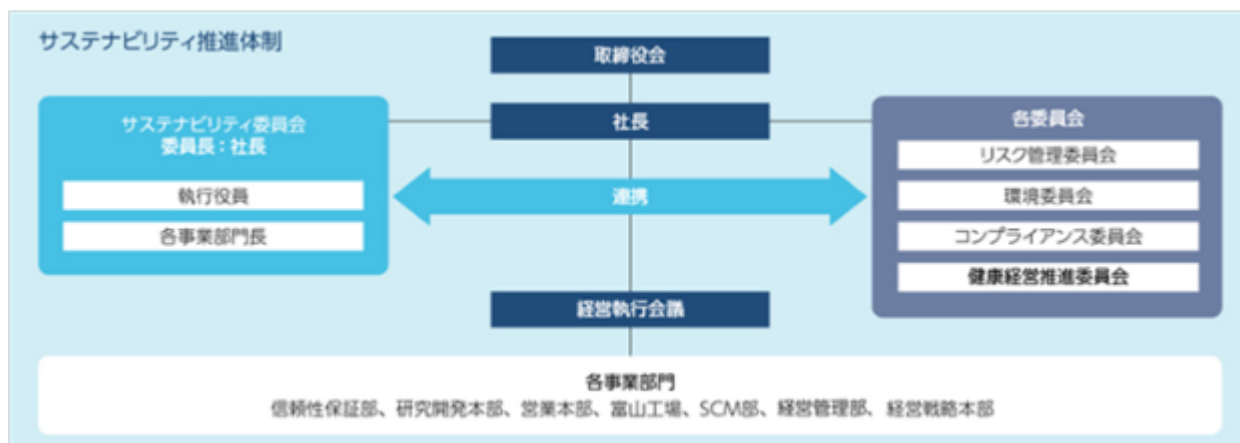 サステナビリティ推進体制
取締役会
サステナビリティ委員会
委員長：社長
執行役員
各事業部門長
社長
連携
各委員会
リスク管理委員会
環境委員会
コンプライアンス委員会
健康経営推進委員会
経営執行会議
各事業部門
信頼性保証部、研究開発本部、営業本部、富山工場、SCM部、経営管理部、経営戦略本部